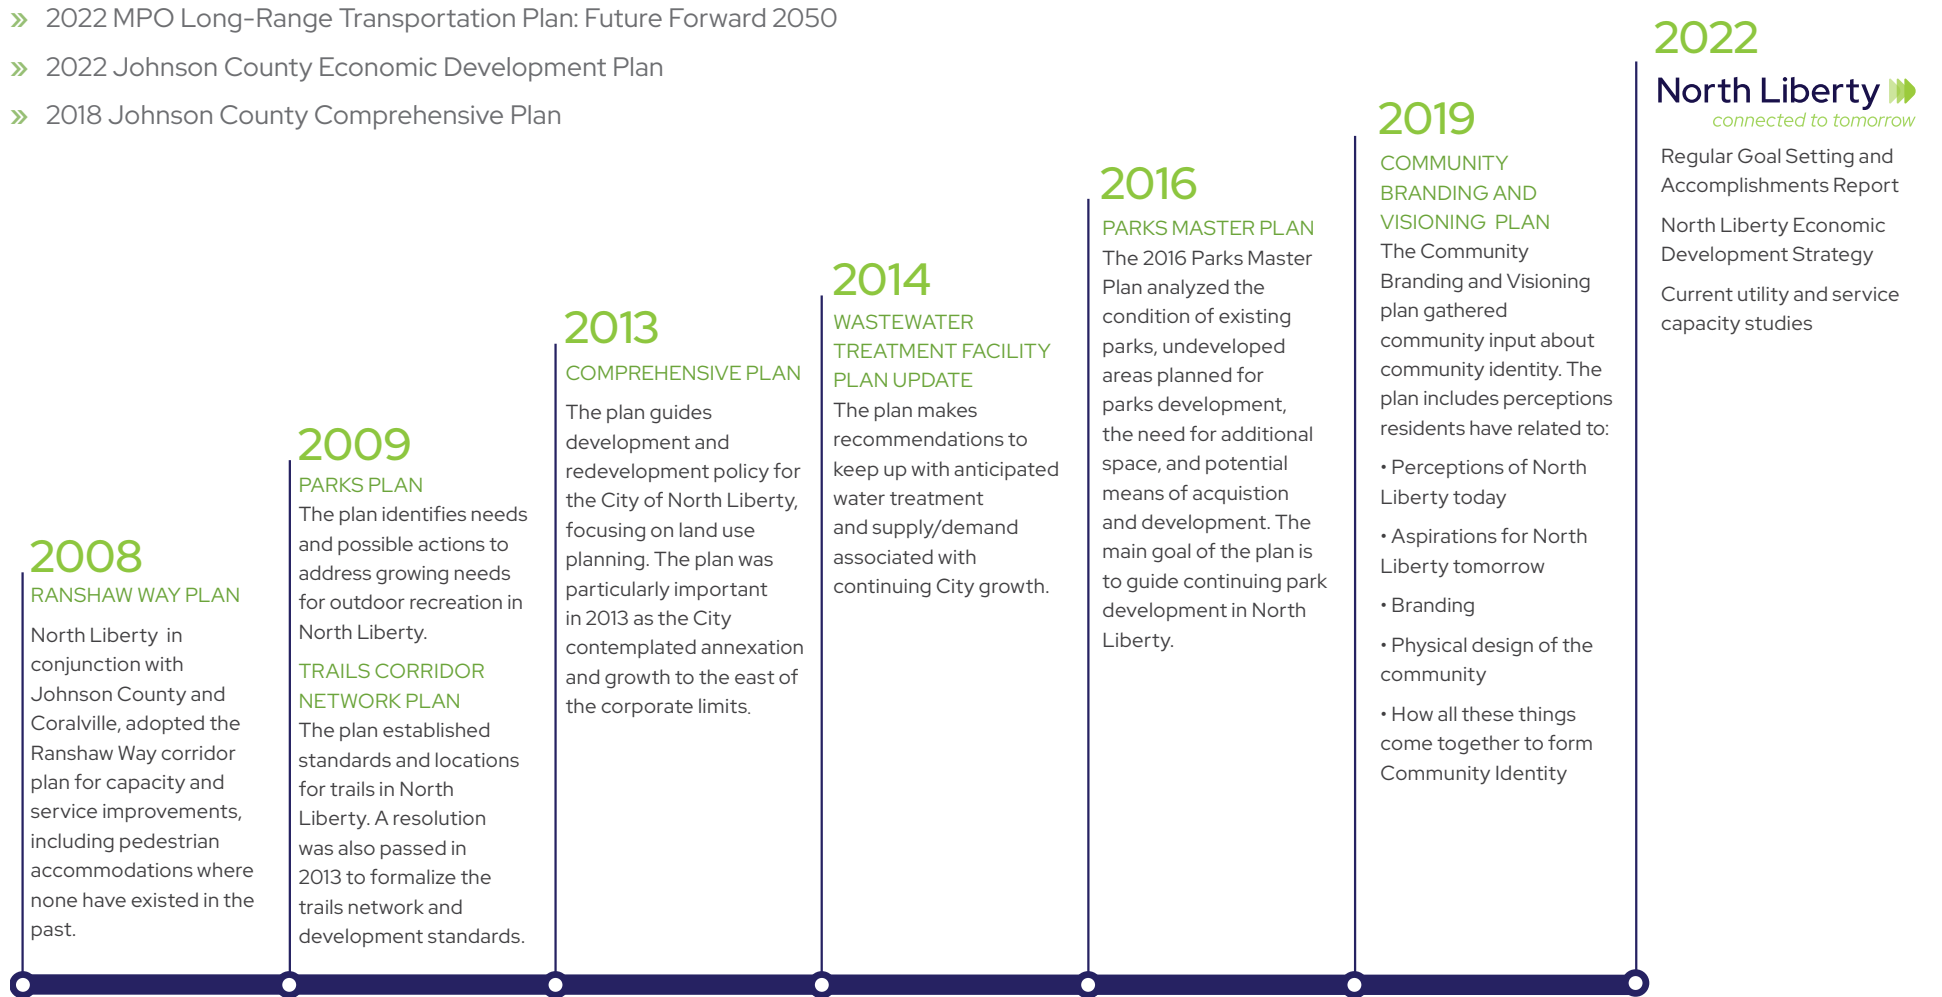 » 2022 MPO Long-Range Transportation Plan: Future Forward 2050
» 2022 Johnson County Economic Development Plan
» 2018 Johnson County Comprehensive Plan
2008
RANSHAW WAY PLAN
North Liberty in
conjunction with
Johnson County and
Coralville, adopted the
Ranshaw Way corridor
plan for capacity and
service improvements,
including pedestrian
accommodations where
none have existed in the
past.
2009
PARKS PLAN
The plan identifies needs
and possible actions to
address growing needs
for outdoor recreation in
North Liberty.
TRAILS CORRIDOR
NETWORK PLAN
The plan established
standards and locations
for trails in North
Liberty. A resolution
was also passed in
2013 to formalize the
trails network and
development standards.
2013
COMPREHENSIVE PLAN
The plan guides
development and
redevelopment policy for
the City of North Liberty,
focusing on land use
planning. The plan was
particularly important
in 2013 as the City
contemplated annexation
and growth to the east of
the corporate limits.
2014
WASTEWATER
TREATMENT FACILITY
PLAN UPDATE
The plan makes
recommendations to
keep up with anticipated
water treatment
and supply/demand
associated with
continuing City growth.
2016
PARKS MASTER PLAN
The 2016 Parks Master
Plan analyzed the
condition of existing
parks, undeveloped
areas planned for
parks development,
the need for additional
space, and potential
means of acquistion
and development. The
main goal of the plan is
to guide continuing park
development in North
Liberty.
2019
COMMUNITY
BRANDING AND
VISIONING PLAN
The Community
Branding and Visioning
plan gathered
community input about
community identity. The
plan includes perceptions
residents have related to:
• Perceptions of North
Liberty today
• Aspirations for North
Liberty tomorrow
• Branding
• Physical design of the
community
• How all these things
come together to form
Community Identity
2022
North Liberty
connected to tomorrow
Regular Goal Setting and
Accomplishments Report
North Liberty Economic
Development Strategy
Current utility and service
capacity studies